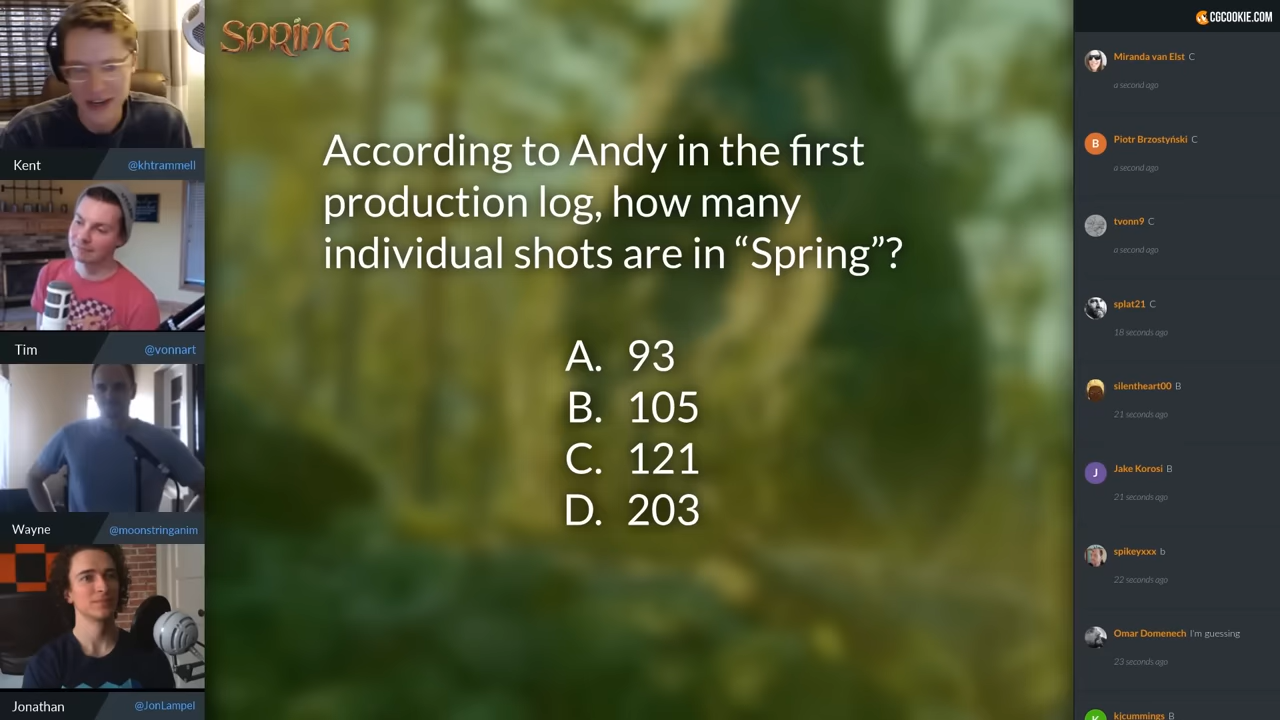 SPRING
According to Andy in the first
production log, how many
individual shots are in “Spring”?
A. 93
B. 105
C. 121
D. 203
Kent @khtrammell
Tim @vonnart
Wayne @moonstringanim
Jonathan @JonLampel
CGCOOKIE.COM
Miranda van Elst C
a second ago
B
Piotr Brzostyński C
a second ago
tvonn9 C
a second ago
splat21 C
18 seconds ago
silentheart00 B
21 seconds ago
J
Jake Korosi B
21 seconds ago
spikeyxxx b
22 seconds ago
Omar Domenech I'm guessing
23 seconds ago
K
kjcummings B